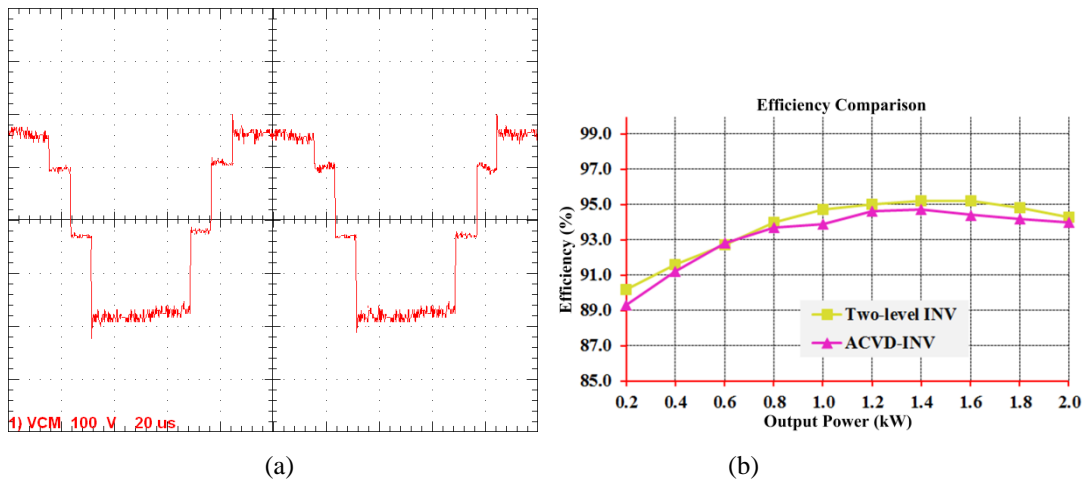 1) VCM 100 V 20 us
(a)
Efficiency Comparison
Efficiency (%)
99.0
97.0
95.0
93.0
91.0
89.0
87.0
85.0
Two-level INV
ACVD-INV
0.2 0.4 0.6 0.8 1.0 1.2 1.4 1.6 1.8 2.0
Output Power (kW)
(b)